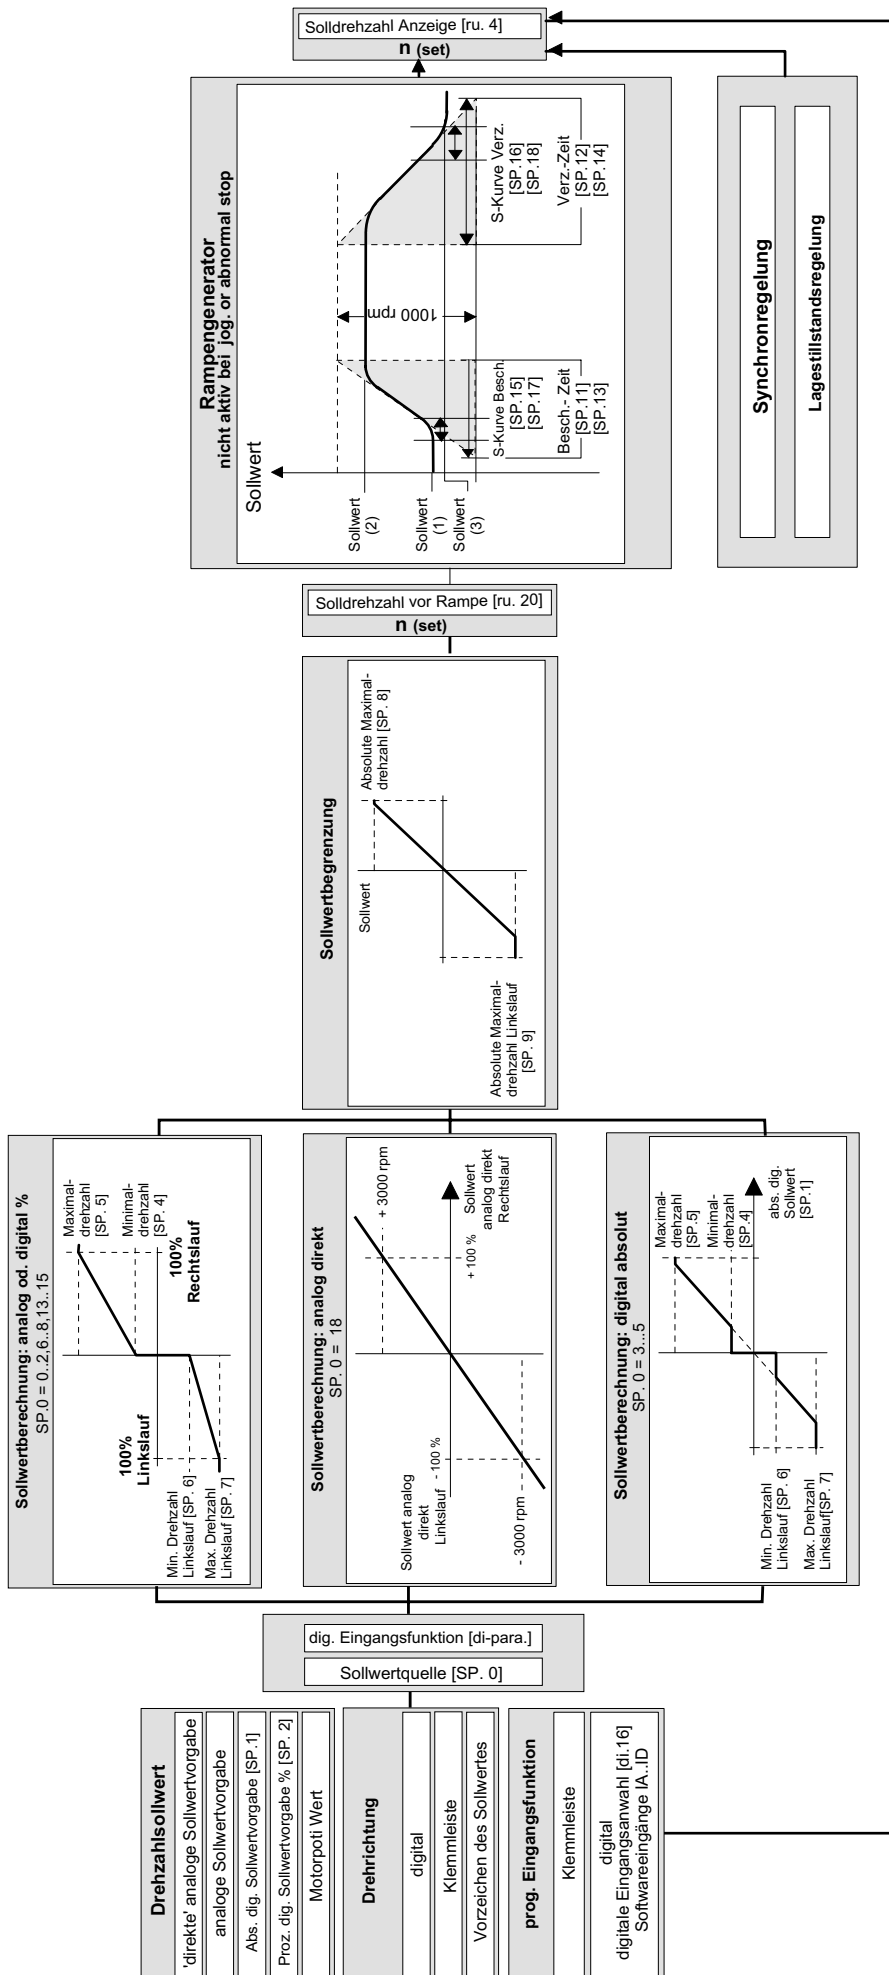 Solldrehzahl Anzeige [ru. 4]
n (set)
Rampengenerator
nicht aktiv bei jog. or abnormal stop
Sollwert
1000 rpm
Sollwert
(2)
Sollwert
(1)
Sollwert
(3)
S-Kurve Besch.
[SP.15]
[SP.17]
Besch.- Zeit
[SP.11]
[SP.13]
S-Kurve Verz.
[SP.16]
[SP.18]
Verz.-Zeit
[SP.12]
[SP.14]
Synchronregelung
Lagestillstandsregelung
Solldrehzahl vor Rampe [ru. 20]
n (set)
Sollwertbegrenzung
Sollwert
Absolute Maximal-
drehzahl [SP. 8]
Absolute Maximal-
drehzahl Linkslauf
[SP. 9]
Sollwertberechnung: analog od. digital %
SP.0 = 0..2,6..8,13..15
Maximal-
drehzahl
[SP. 5]
Minimal-
drehzahl
[SP. 4]
100%
Rechtslauf
100%
Linkslauf
Min. Drehzahl
Linkslauf [SP. 6]
Max. Drehzahl
Linkslauf [SP. 7]
Sollwertberechnung: analog direkt
SP. 0 = 18
+ 3000 rpm
Sollwert
analog direkt
Rechtslauf
+ 100 %
- 100 %
Sollwert analog
direkt
Linkslauf
- 3000 rpm
Sollwertberechnung: digital absolut
SP. 0 = 3...5
Maximal-
drehzahl
[SP.5]
Minimal-
drehzahl
[SP.4]
abs. dig.
Sollwert
[SP.1]
Min. Drehzahl
Linkslauf [SP. 6]
Max. Drehzahl
Linkslauf[SP. 7]
dig. Eingangsfunktion [di-para.]
Sollwertquelle [SP. 0]
Drehzahlsollwert
'direkte' analoge Sollwertvorgabe
analoge Sollwertvorgabe
Abs. dig. Sollwertvorgabe [SP.1]
Proz. dig. Sollwertvorgabe % [SP. 2]
Motorpoti Wert
Drehrichtung
digital
Klemmleiste
Vorzeichen des Sollwertes
prog. Eingangsfunktion
Klemmleiste
digital
digitale Eingangsanwahl [di.16]
Softwareeingänge IA..ID